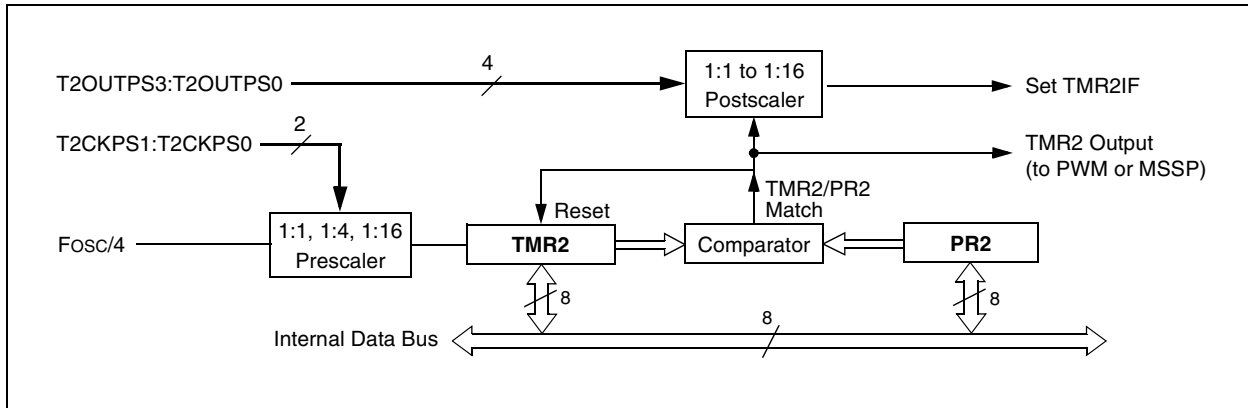 T2OUTPS3:T2OUTPS0
4
1:1 to 1:16
Postscaler
Set TMR2IF
T2CKPS1:T2CKPS0
2
TMR2 Output
(to PWM or MSSP)
Reset
TMR2/PR2
Match
FOSC/4
1:1, 1:4, 1:16
Prescaler
TMR2
Comparator
PR2
8
8
Internal Data Bus
8